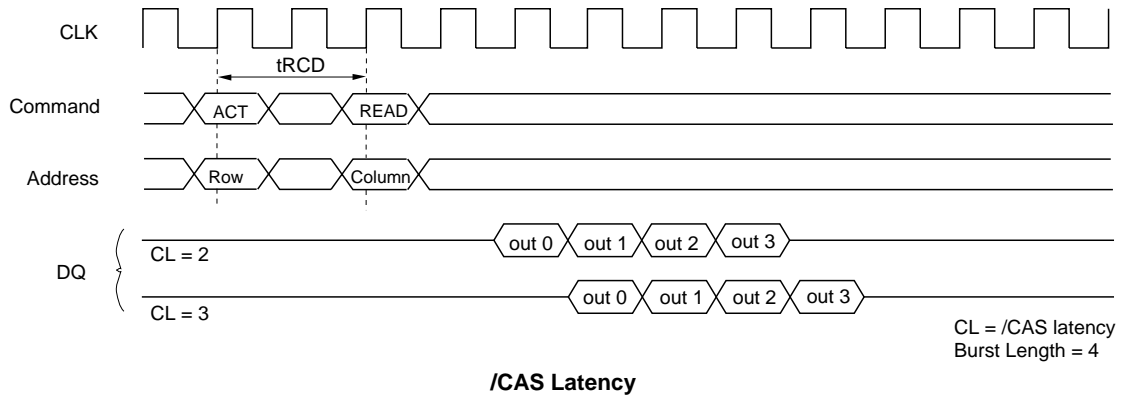 CLK
tRCD
Command
ACT
READ
Address
Row
Column
DQ
CL = 2
out 0
out 1
out 2
out 3
CL = 3
out 0
out 1
out 2
out 3
CL = /CAS latency
Burst Length = 4
/CAS Latency